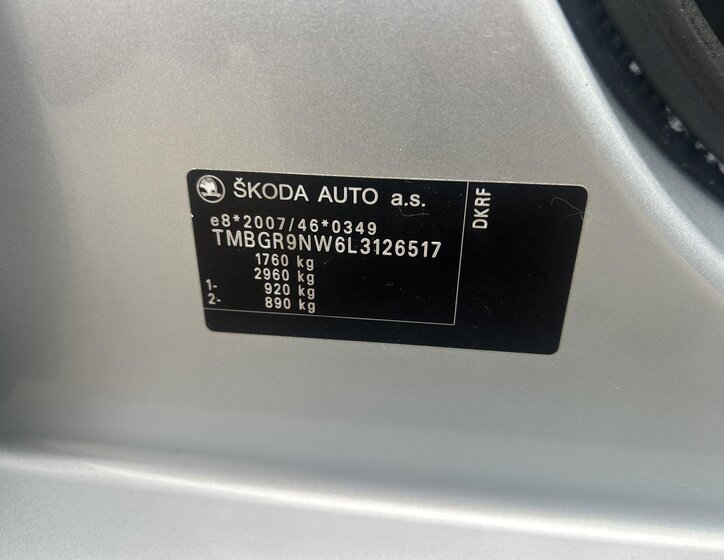 ŠKODA AUTO a.s.
e8*2007/46*0349
TMBGR9NW6L3126517
1760 kg
2960 kg
1- 920 kg
2- 890 kg
DKRF